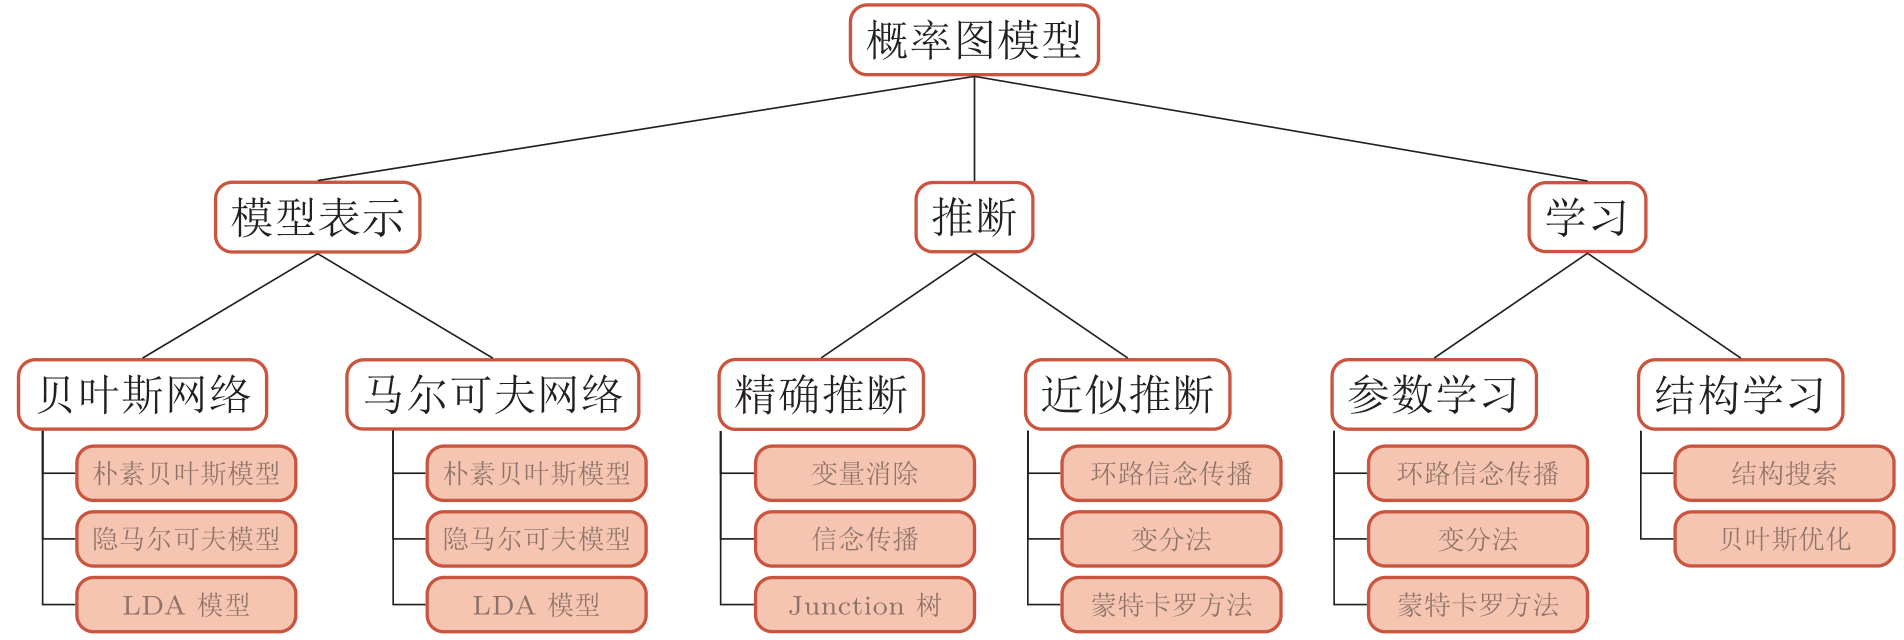 概率图模型
模型表示
推断
学习
贝叶斯网络
马尔可夫网络
精确推断
近似推断
参数学习
结构学习
朴素贝叶斯模型
朴素贝叶斯模型
变量消除
环路信念传播
环路信念传播
结构搜索
隐马尔可夫模型
隐马尔可夫模型
信念传播
变分法
变分法
贝叶斯优化
LDA 模型
LDA 模型
Junction 树
蒙特卡罗方法
蒙特卡罗方法